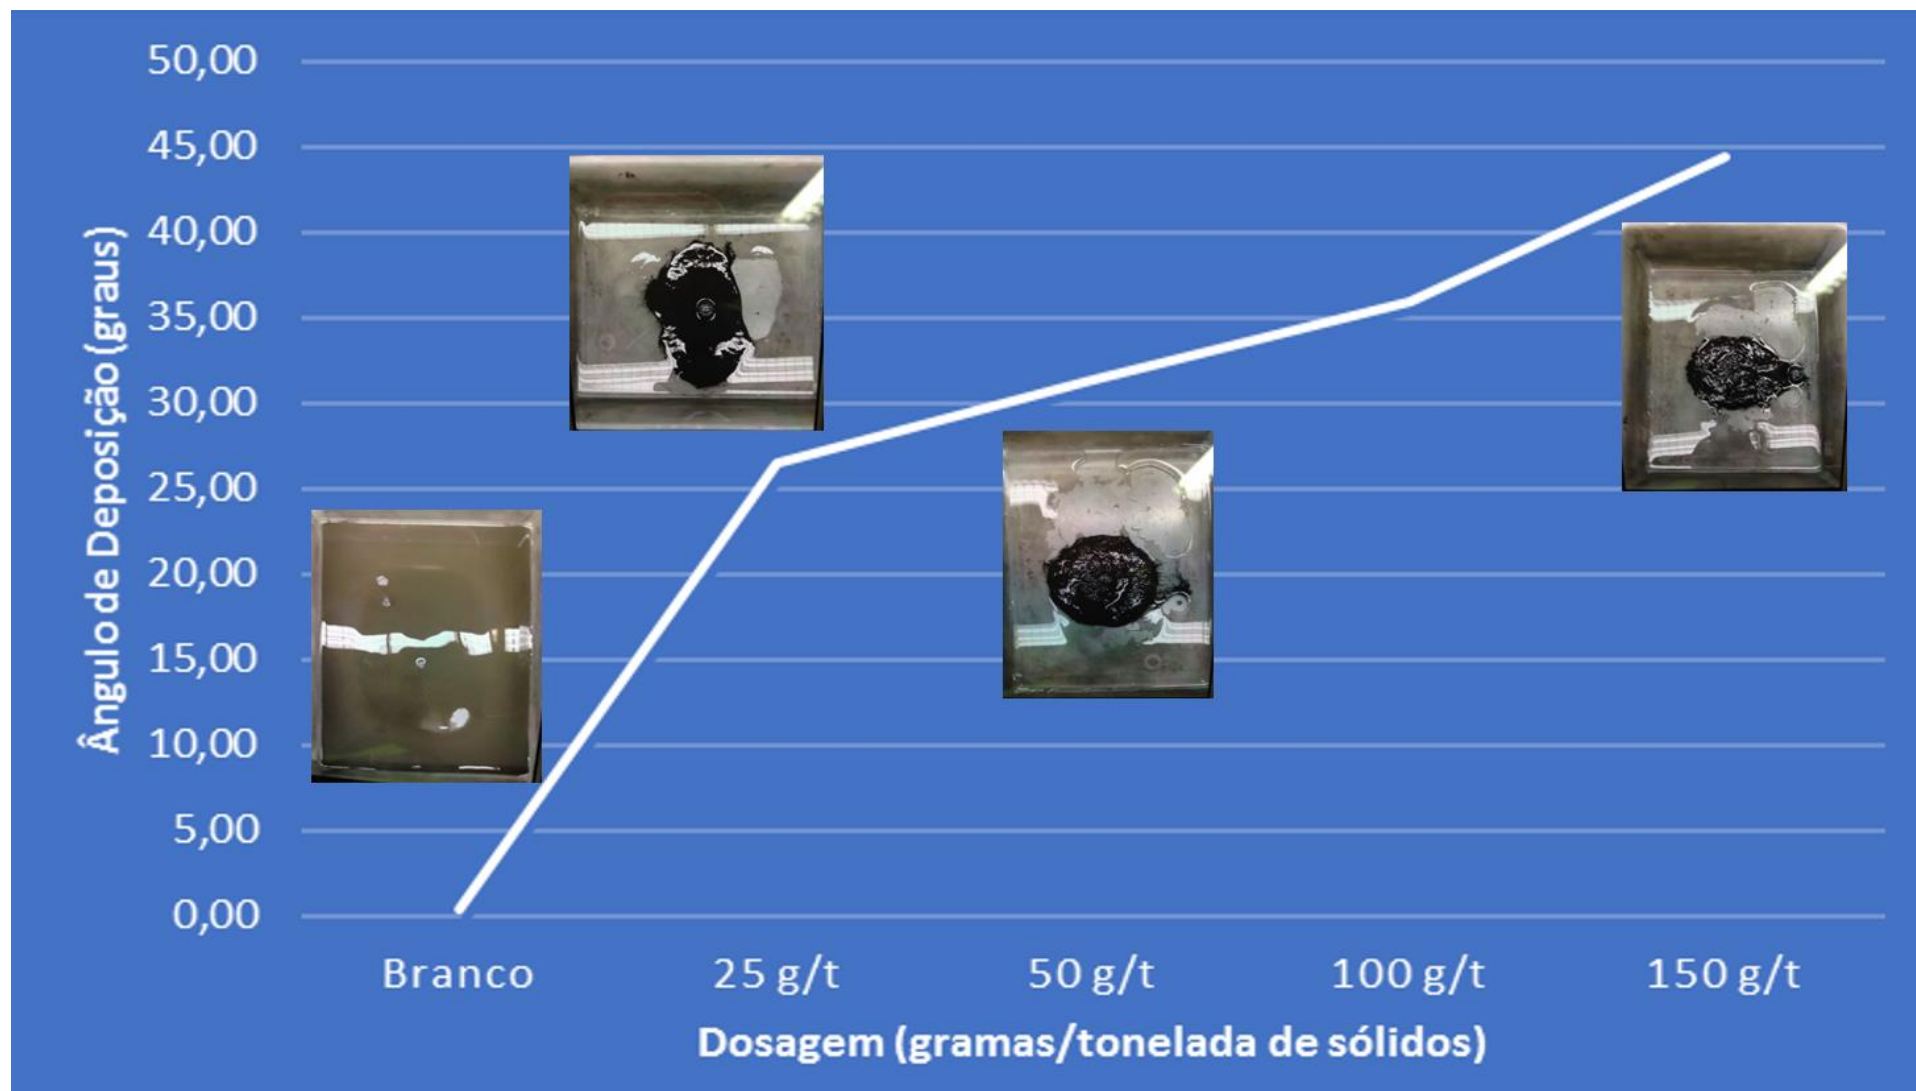 50,00
45,00
40,00
35,00
30,00
25,00
20,00
15,00
10,00
5,00
0,00
Ângulo de Deposição (graus)
Branco
25 g/t
50 g/t
100 g/t
150 g/t
Dosagem (gramas/tonelada de sólidos)